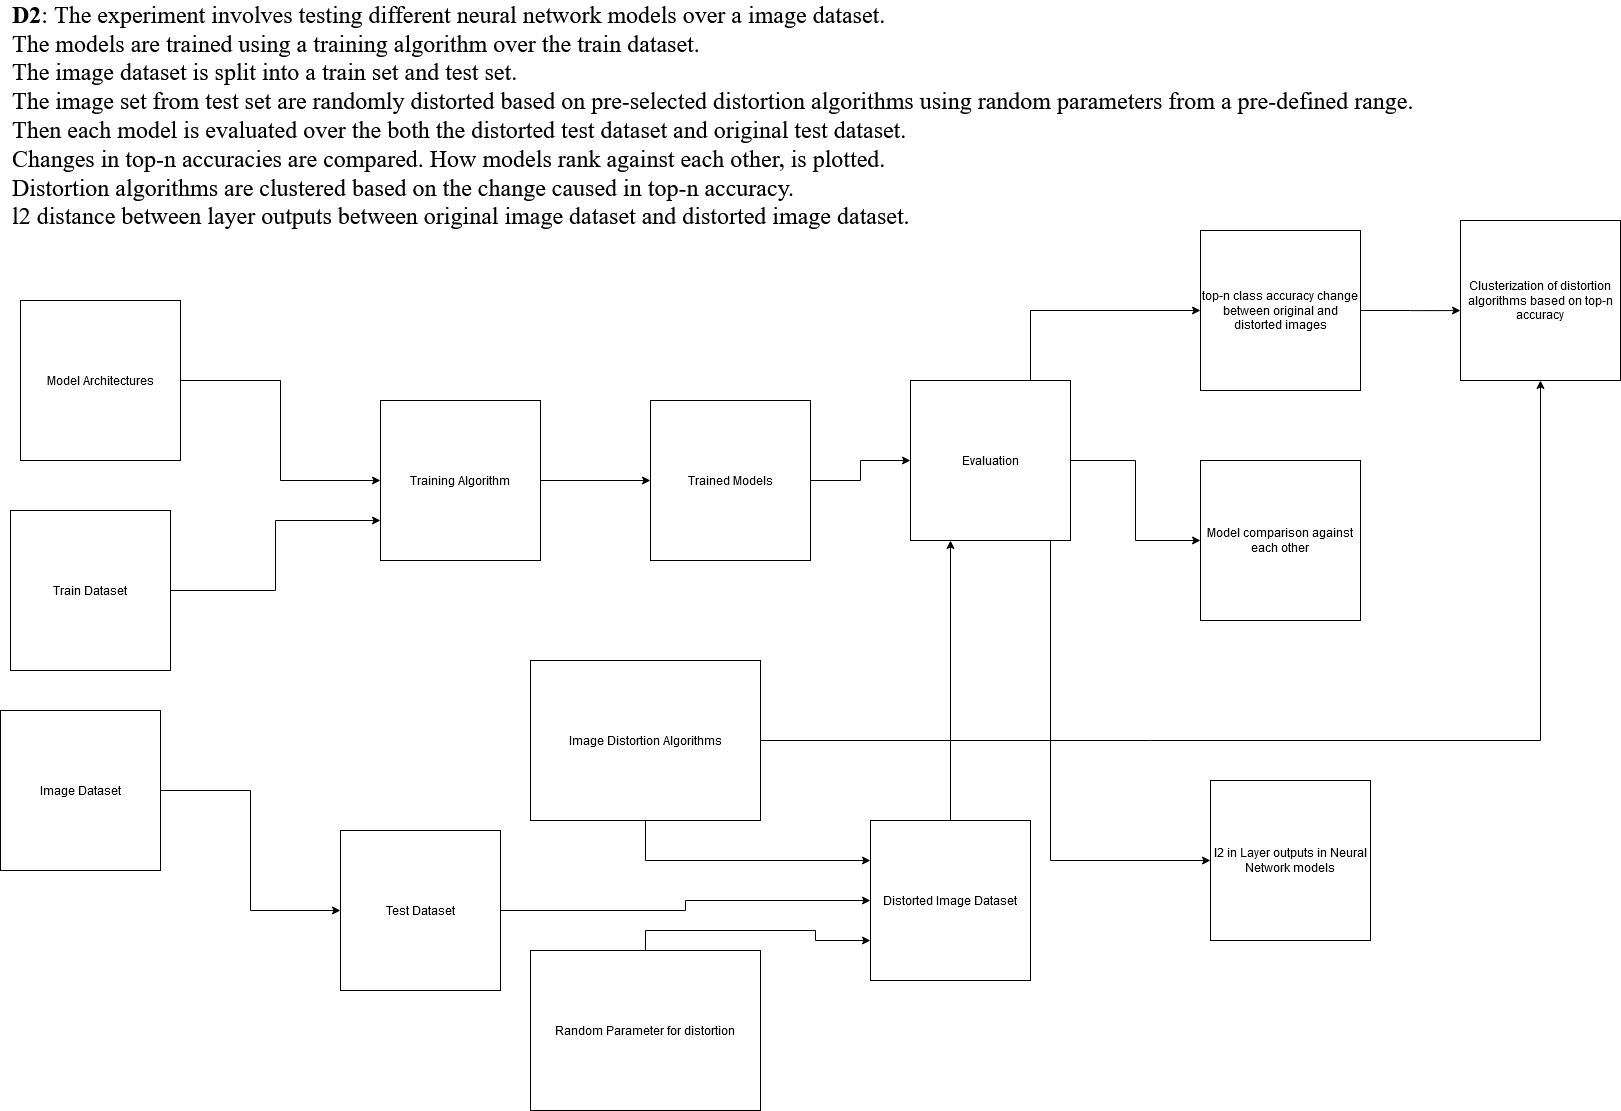 D2: The experiment involves testing different neural network models over a image dataset.
The models are trained using a training algorithm over the train dataset.
The image dataset is split into a train set and test set.
The image set from test set are randomly distorted based on pre-selected distortion algorithms using random parameters from a pre-defined range.
Then each model is evaluated over the both the distorted test dataset and original test dataset.
Changes in top-n accuracies are compared. How models rank against each other, is plotted.
Distortion algorithms are clustered based on the change caused in top-n accuracy.
l2 distance between layer outputs between original image dataset and distorted image dataset.
top-n class accuracy change
between original and
distorted images
Clusterization of distortion
algorithms based on top-n
accuracy
Model Architectures
Training Algorithm
Trained Models
Evaluation
Model comparison against
each other
Train Dataset
Image Distortion Algorithms
Image Dataset
l2 in Layer outputs in Neural
Network models
Test Dataset
Distorted Image Dataset
Random Parameter for distortion